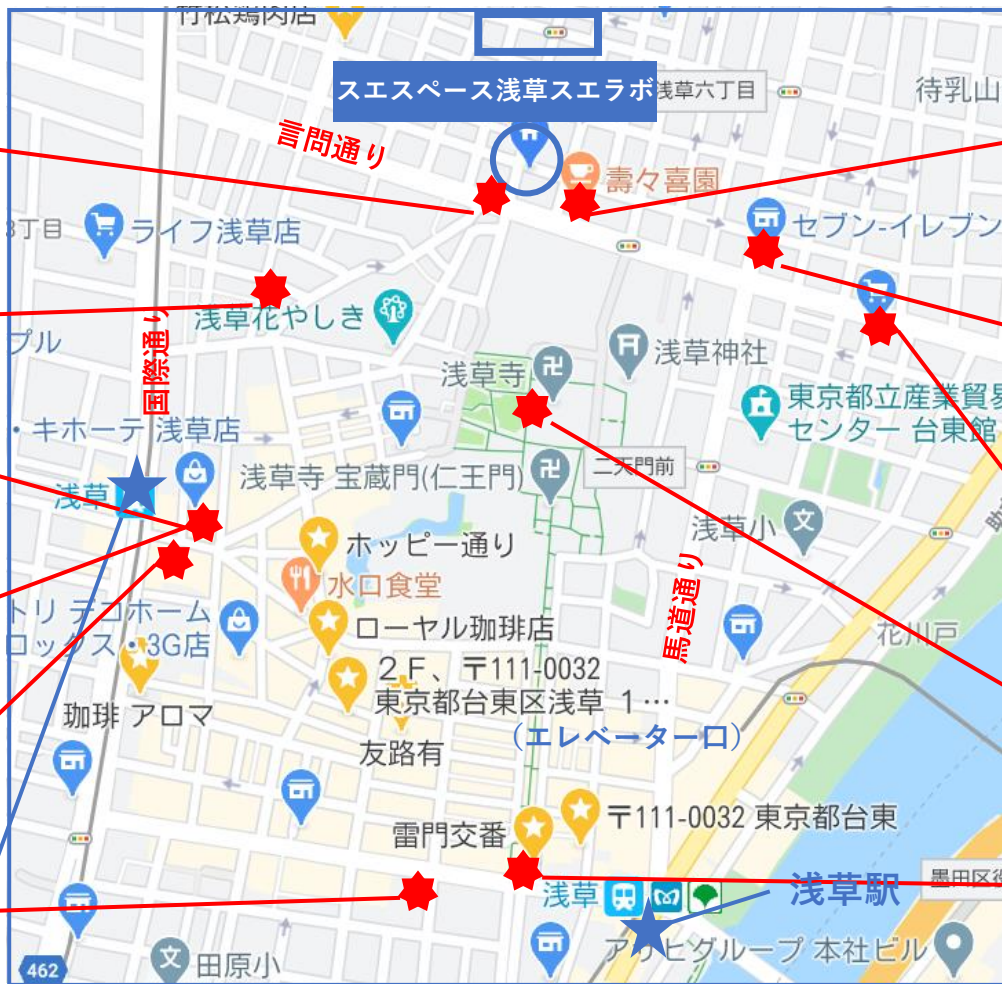 竹松鶏肉店
スエスペース浅草スエラボ
浅草六丁目
待乳山
言問通り
壽々喜園
3丁目
ライフ浅草店
セブン-イレブン
浅草花やしき
プル
国際通り
浅草神社
浅草寺
東京都立産業貿易
センター 台東館
・キホーテ 浅草店
浅草寺 宝蔵門(仁王門)
二天門前
浅草
浅草小
文
助
ホッピー通り
水口食堂
馬道通り
トリ デコホーム
ロックス・3G店
ローヤル珈琲店
花川戸
2F、〒111-0032
東京都台東区浅草 1…
珈琲 アロマ
(エレベーター口)
友路有
〒111-0032 東京都台東
雷門交番
墨田区役
浅草
浅草駅
アサヒグループ 本社ビル
文
田原小
462